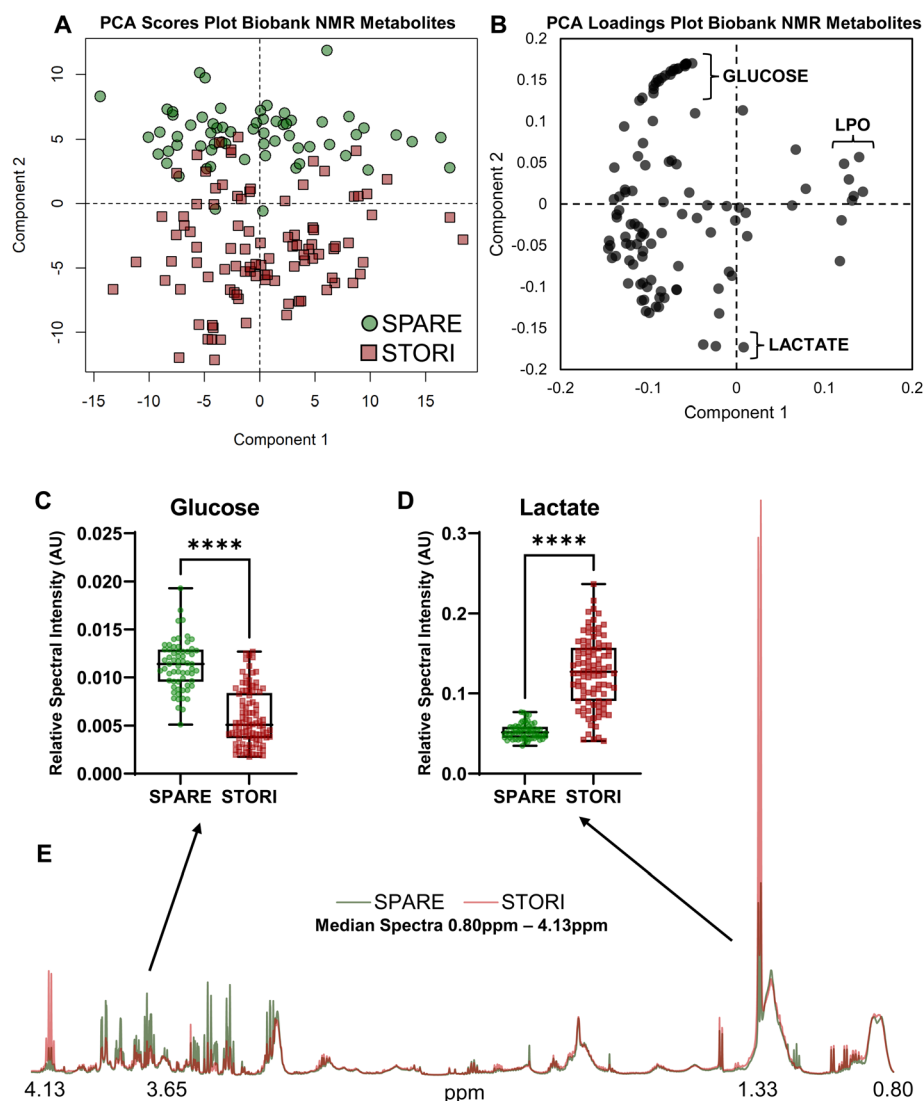 A PCA Scores Plot Biobank NMR Metabolites
10
5
0
-5
-10
Component 2
SPARE
STORI
-15 -10 -5 0 5 10 15
Component 1
B PCA Loadings Plot Biobank NMR Metabolites
0.2
0.15
0.1
0.05
0
-0.05
-0.1
-0.15
-0.2
Component 2
GLUCOSE
LPO
LACTATE
-0.2 -0.1 0 0.1 0.2
Component 1
C Glucose
****
0.025
0.020
0.015
0.010
0.005
0.000
Relative Spectral Intensity (AU)
SPARE STORI
D Lactate
****
0.3
0.2
0.1
0.0
Relative Spectral Intensity (AU)
SPARE STORI
E
SPARE STORI
Median Spectra 0.80ppm – 4.13ppm
4.13 3.65 ppm 1.33 0.80